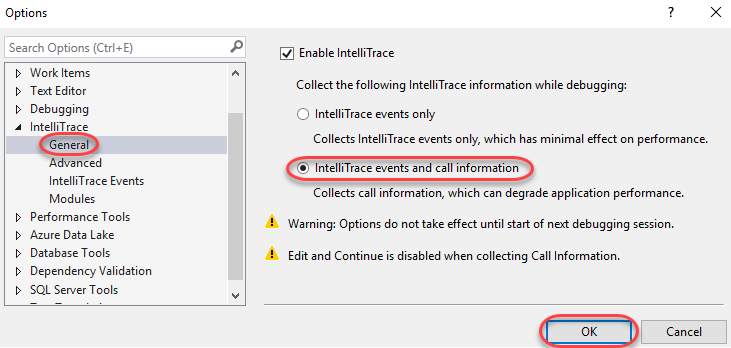 Options
Search Options (Ctrl+E)
Work Items
Text Editor
Debugging
IntelliTrace
General
Advanced
IntelliTrace Events
Modules
Performance Tools
Azure Data Lake
Database Tools
Dependency Validation
SQL Server Tools
Enable IntelliTrace
Collect the following IntelliTrace information while debugging:
IntelliTrace events only
Collects IntelliTrace events only, which has minimal effect on performance.
IntelliTrace events and call information
Collects call information, which can degrade application performance.
Warning: Options do not take effect until start of next debugging session.
Edit and Continue is disabled when collecting Call Information.
OK
Cancel